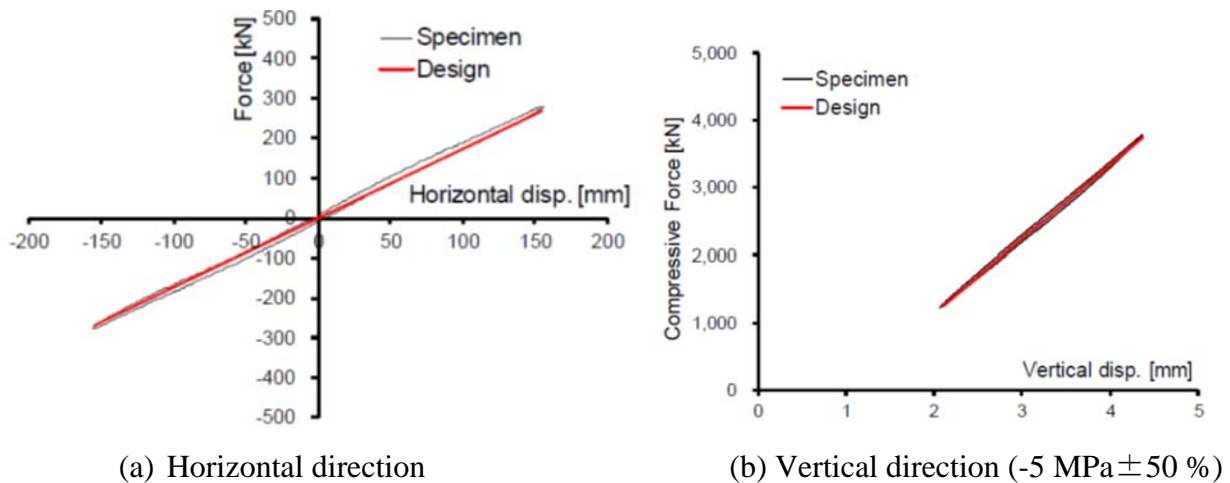 500
400
300
200
100
0
-100
-200
-300
-400
-500
Force [kN]
Specimen
Design
Horizontal disp. [mm]
-200 -150 -100 -50 0 50 100 150 200
5,000
4,000
3,000
2,000
1,000
0
Compressive Force [kN]
Specimen
Design
Vertical disp. [mm]
0 1 2 3 4 5
(a) Horizontal direction
(b) Vertical direction (-5 MPa±50 %)